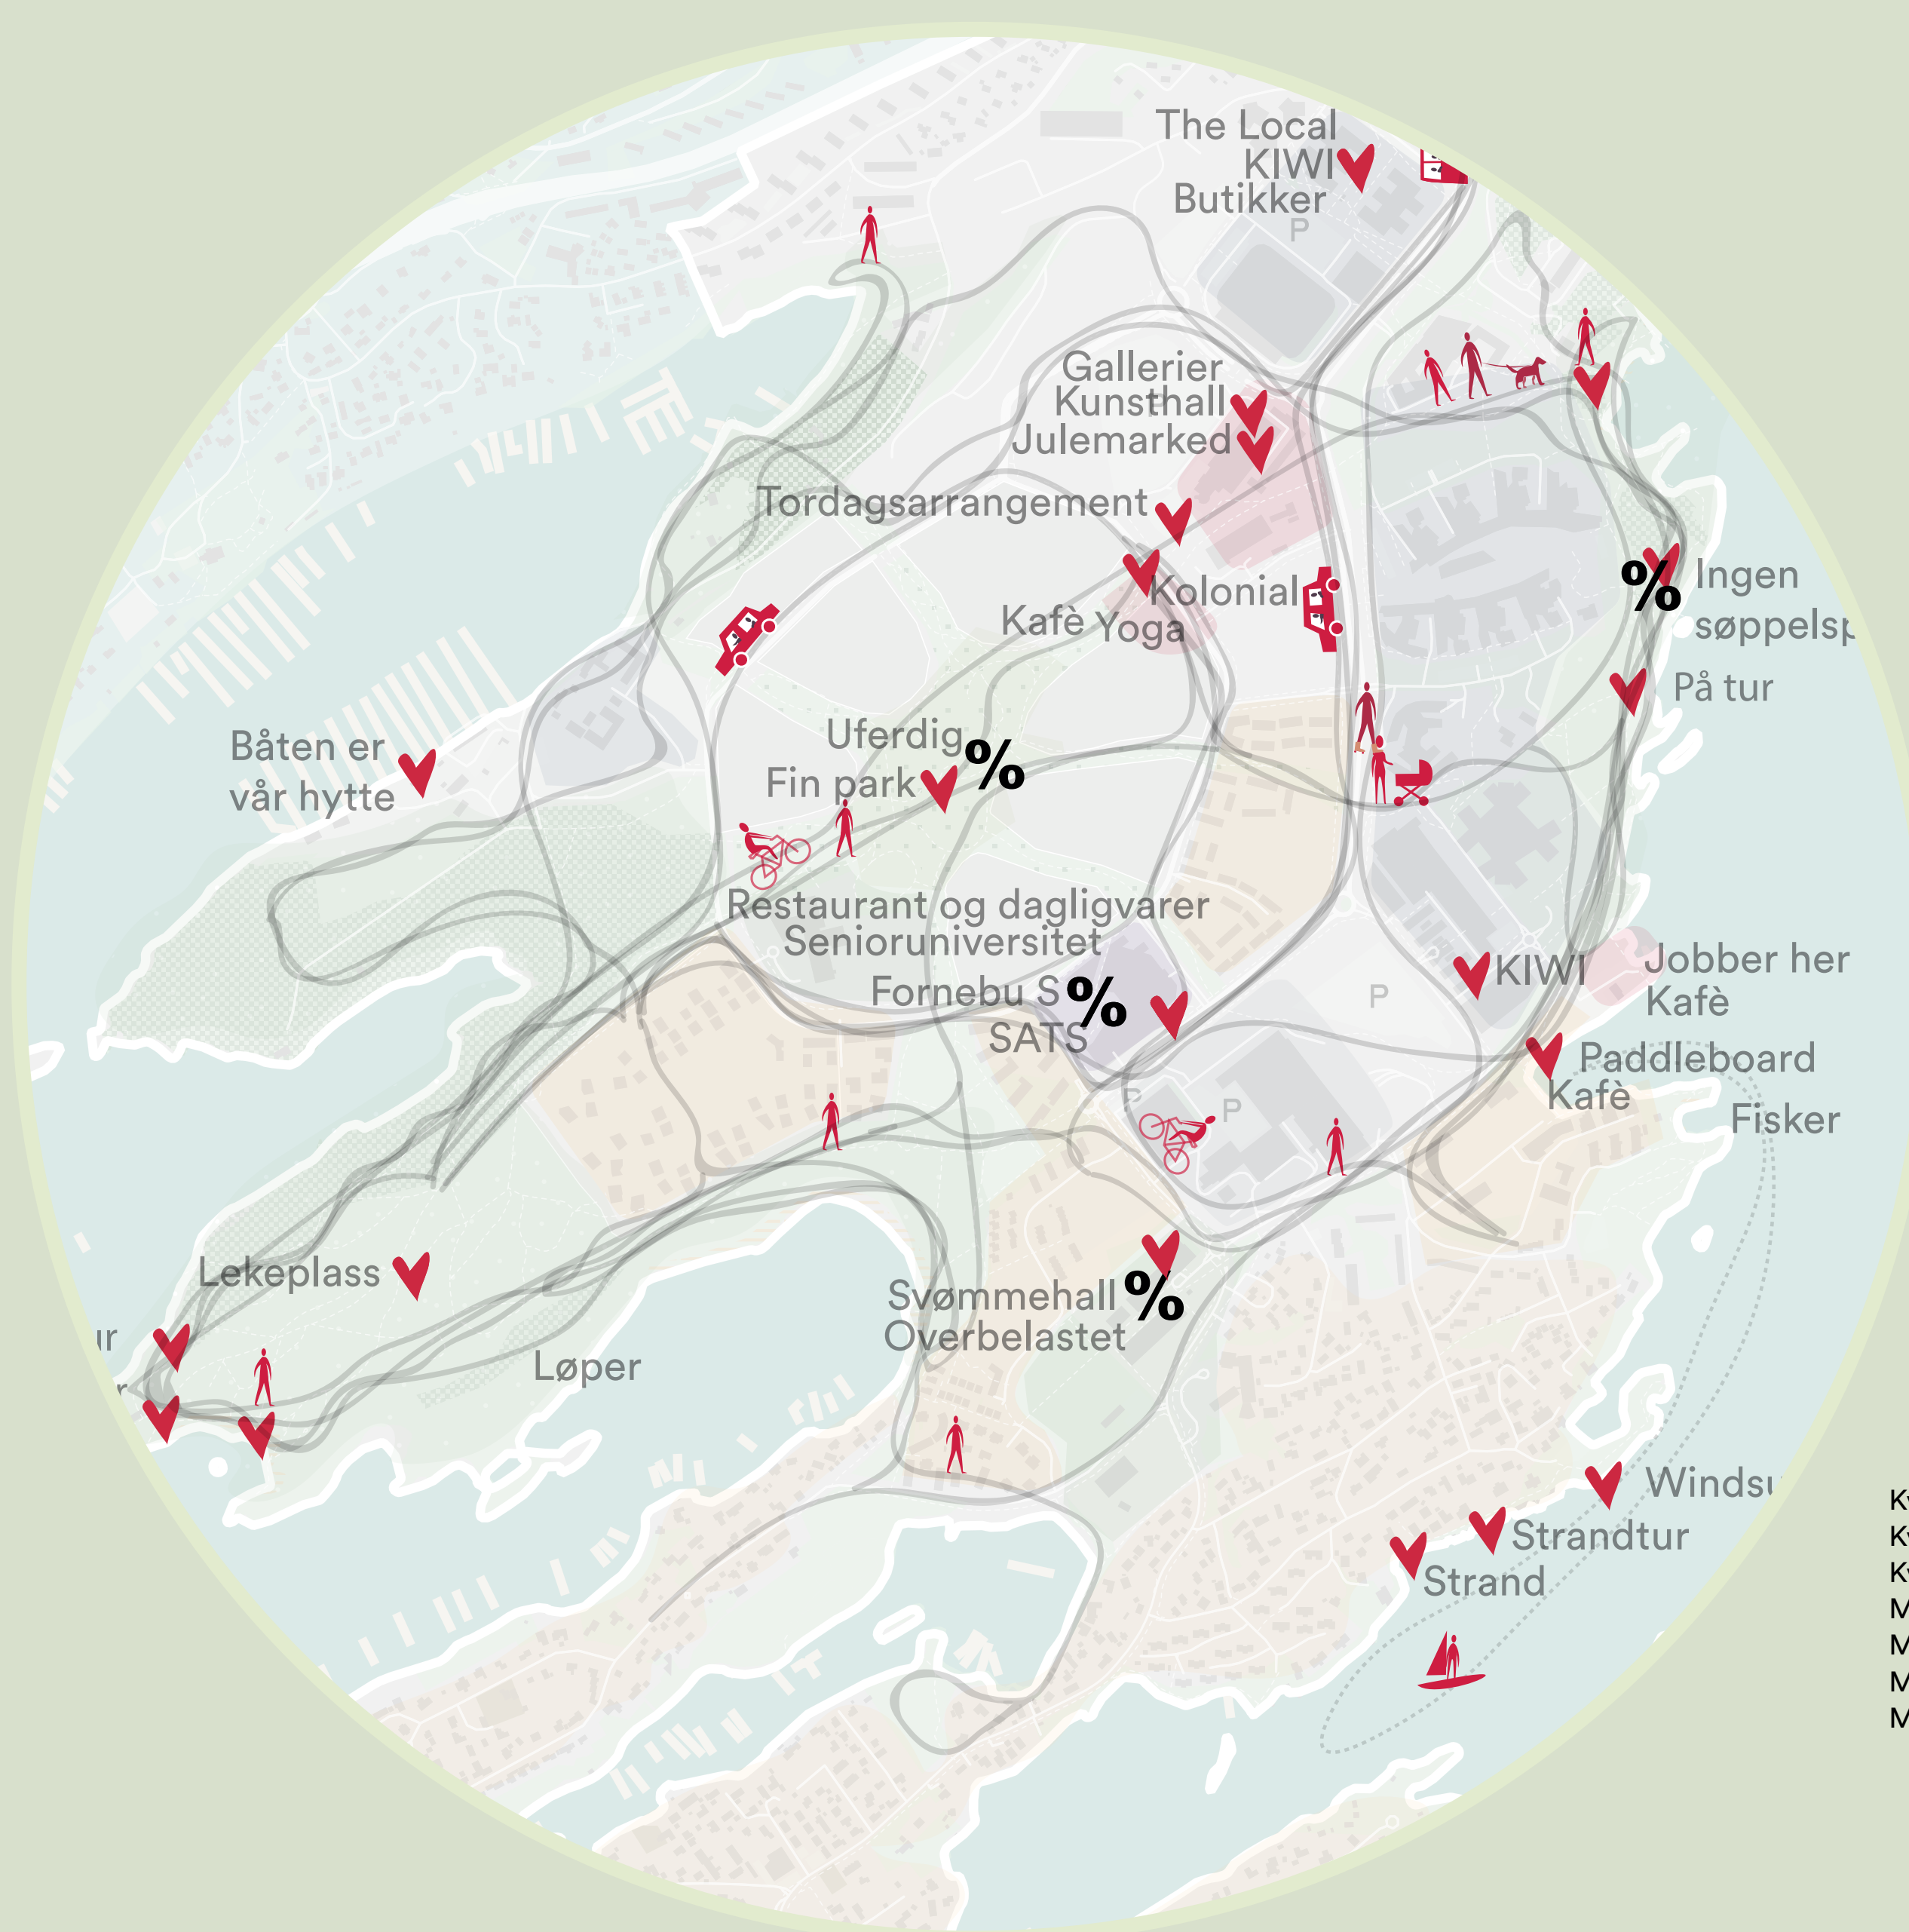 The Local
KIWI
Butikker
P
Gallerier
Kunsthall
Julemarked
Tordagsarrangement
Kolonial
Kafè Yoga
%
Ingen
På tur
Båten er
vår hytte
Uferdig
%
Fin park
Restaurant og dagligvarer
Senioruniversitet
Fornebu S
%
SATS
P
KIWI
Jobber her
Kafè
Paddleboard
Kafè
Fisker
P
P
Lekeplass
Løper
Svømmehall
%
Overbelastet
Strandtur
Strand